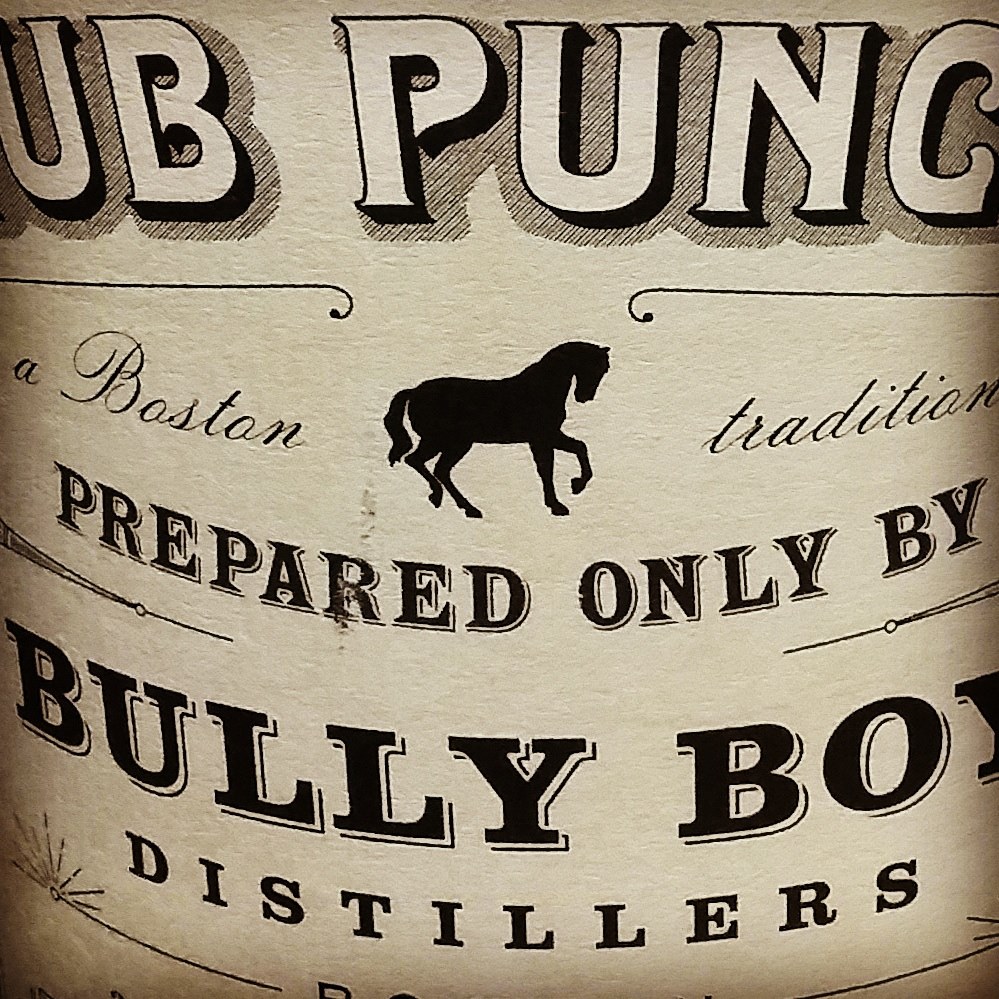 UB PUNC
a Boston tradition
PREPARED ONLY BY
BULLY BOY
DISTILLERS